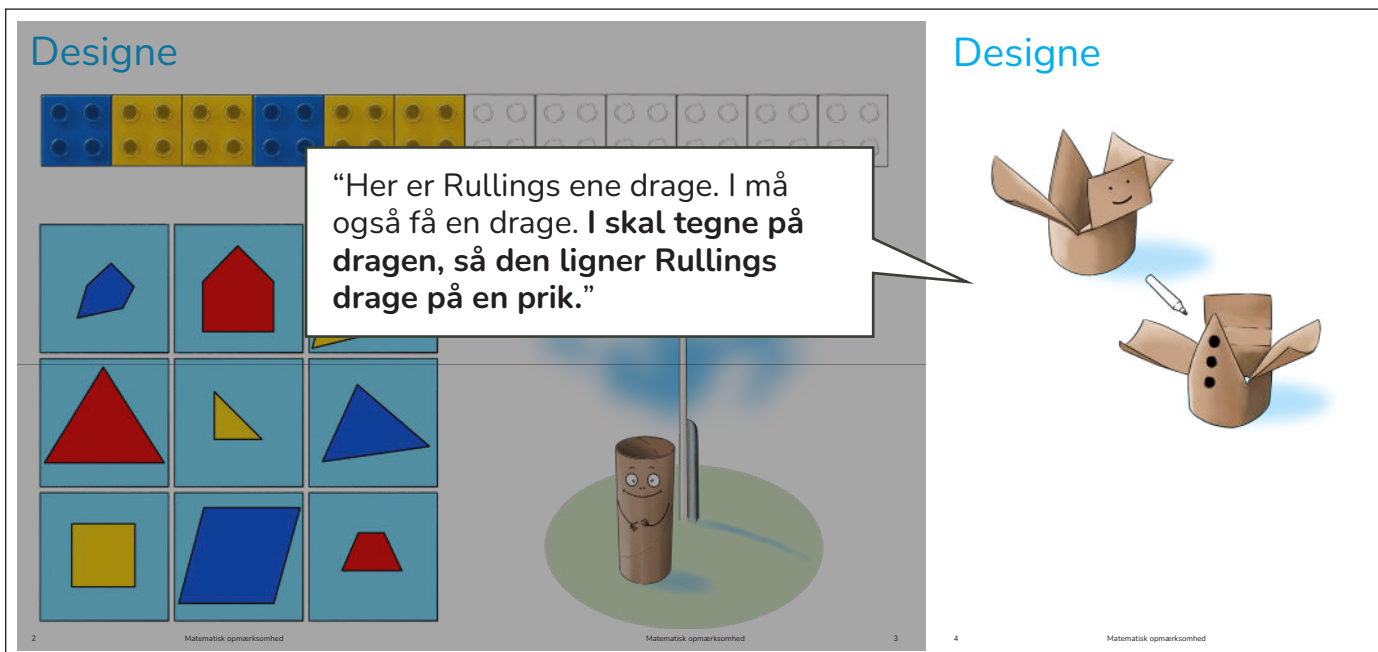 Designe
Designe
“Her er Rullings ene drage. I må
også få en drage. I skal tegne på
dragen, så den ligner Rullings
drage på en prik.”
2
Matematisk opmærksomhed
Matematisk opmærksomhed
3
4
Matematisk opmærksomhed